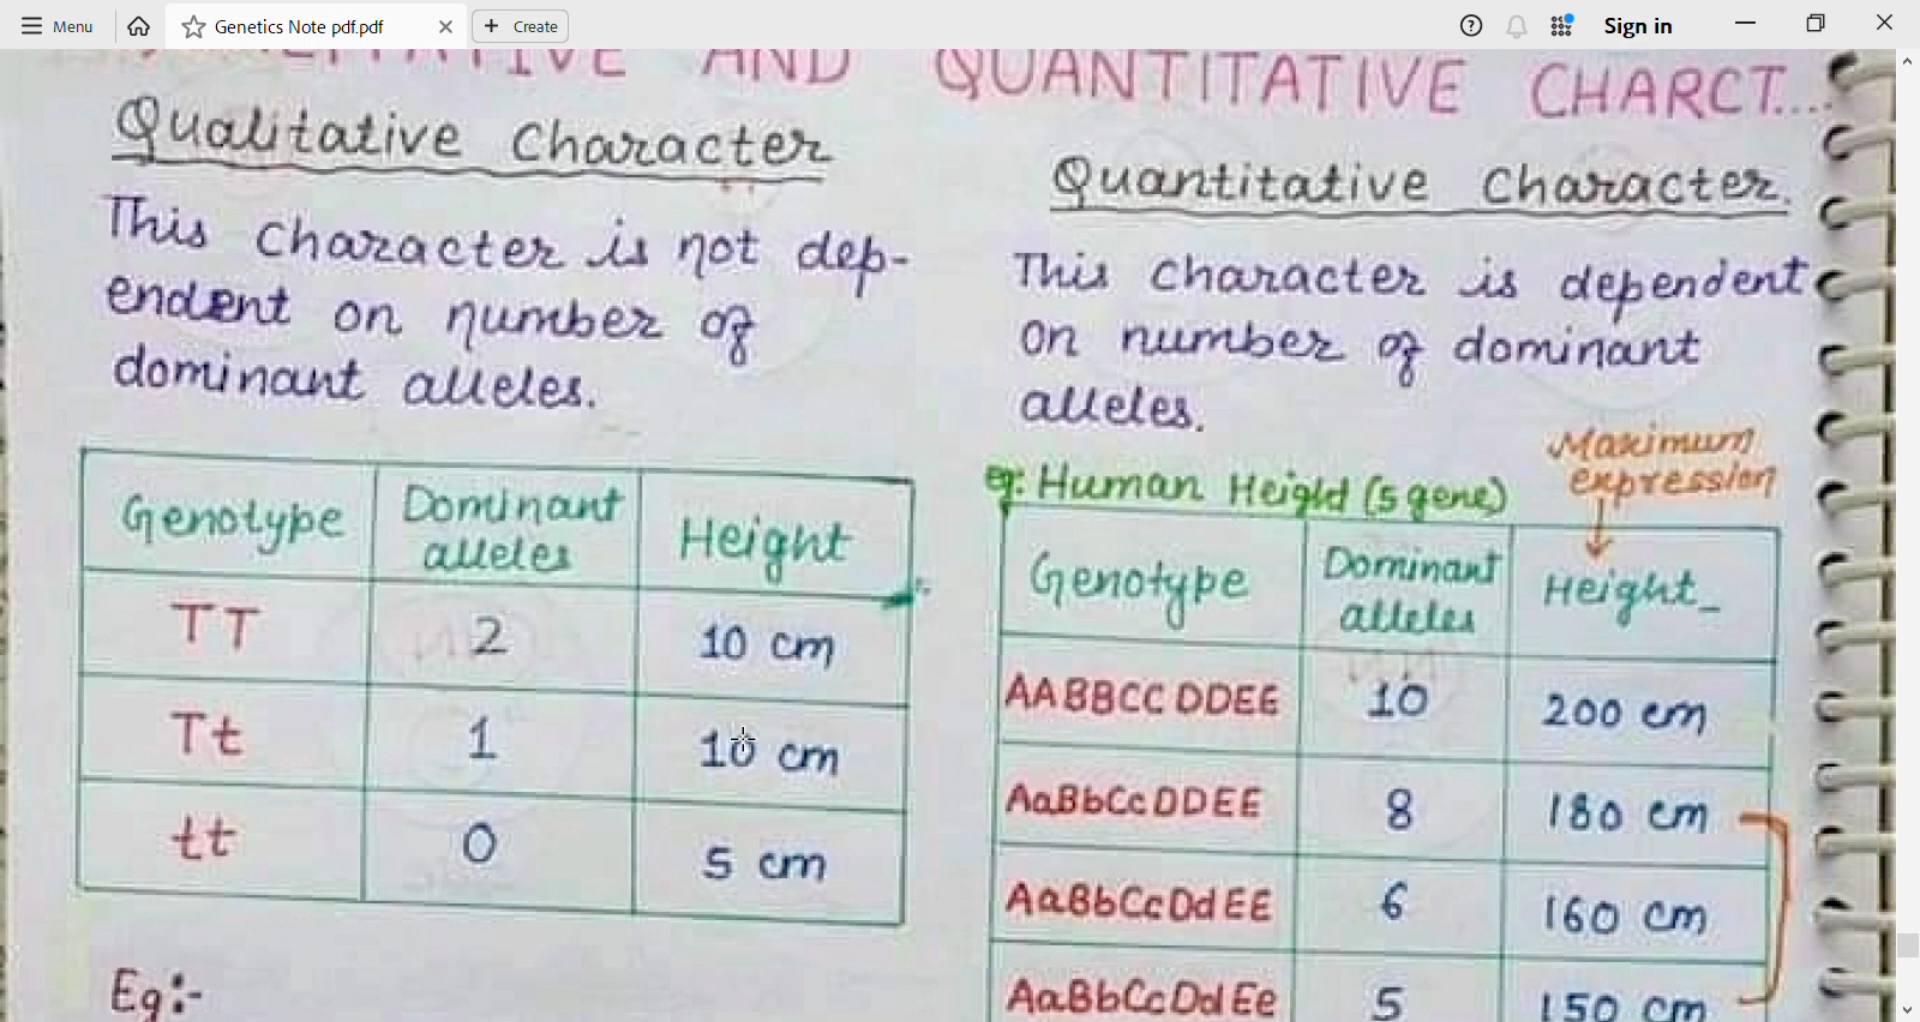 Menu
Genetics Note pdf.pdf
Create
Sign in
AND QUANTITATIVE CHARCT....
Qualitative Character
This Character is not dep-
endent on number of
dominant alleles.
Genotype Dominant alleles Height
TT 2 10 cm
Tt 1 10 cm
tt 0 5 cm
Eg:-
Quantitative Character.
This Character is dependent
on number of dominant
alleles.
Maximum
expression
eg: Human Height (5 gene)
Genotype Dominant alleles Height
AABBCCDDEE 10 200 cm
AaBbCcDDEE 8 180 cm
AaBbCcDdEE 6 160 cm
AaBbCcDdEe 5 150 cm